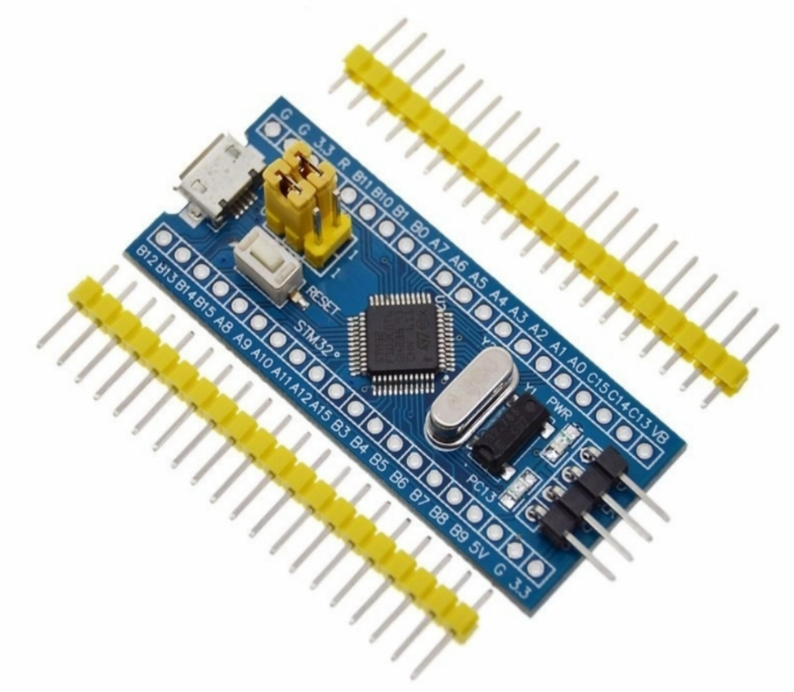 G G 3.3 R B11 B10 B1 B0 A7 A6 A5 A4 A3 A2 A1 A0 C15 C14 C13 VB
RESET
STM32
PWR
PC13
B12 B13 B14 B15 A8 A9 A10 A11 A12 A15 B3 B4 B5 B6 B7 B8 B9 5V G 3.3